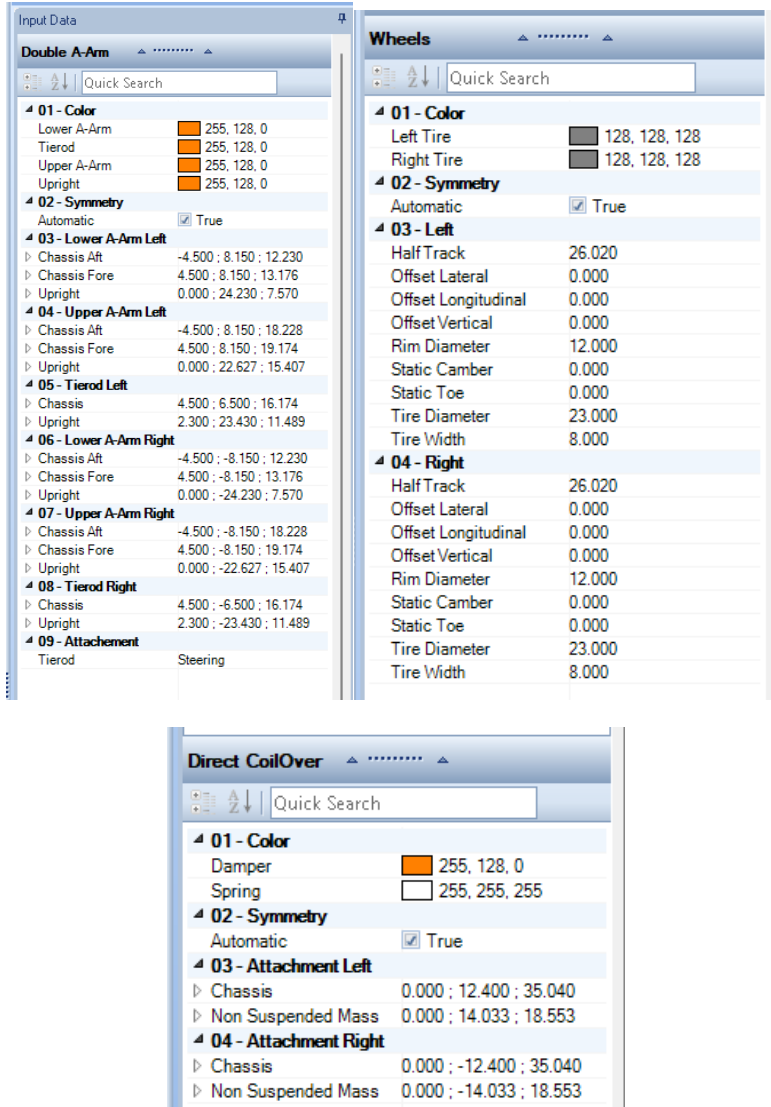 Input Data
Double A-Arm
Quick Search
01 - Color
Lower A-Arm 255, 128, 0
Tierod 255, 128, 0
Upper A-Arm 255, 128, 0
Upright 255, 128, 0
02 - Symmetry
Automatic True
03 - Lower A-Arm Left
Chassis Aft -4.500 ; 8.150 ; 12.230
Chassis Fore 4.500 ; 8.150 ; 13.176
Upright 0.000 ; 24.230 ; 7.570
04 - Upper A-Arm Left
Chassis Aft -4.500 ; 8.150 ; 18.228
Chassis Fore 4.500 ; 8.150 ; 19.174
Upright 0.000 ; 22.627 ; 15.407
05 - Tierod Left
Chassis 4.500 ; 6.500 ; 16.174
Upright 2.300 ; 23.430 ; 11.489
06 - Lower A-Arm Right
Chassis Aft -4.500 ; -8.150 ; 12.230
Chassis Fore 4.500 ; -8.150 ; 13.176
Upright 0.000 ; -24.230 ; 7.570
07 - Upper A-Arm Right
Chassis Aft -4.500 ; -8.150 ; 18.228
Chassis Fore 4.500 ; -8.150 ; 19.174
Upright 0.000 ; -22.627 ; 15.407
08 - Tierod Right
Chassis 4.500 ; -6.500 ; 16.174
Upright 2.300 ; -23.430 ; 11.489
09 - Attachement
Tierod Steering
Wheels
Quick Search
01 - Color
Left Tire 128, 128, 128
Right Tire 128, 128, 128
02 - Symmetry
Automatic True
03 - Left
Half Track 26.020
Offset Lateral 0.000
Offset Longitudinal 0.000
Offset Vertical 0.000
Rim Diameter 12.000
Static Camber 0.000
Static Toe 0.000
Tire Diameter 23.000
Tire Width 8.000
04 - Right
Half Track 26.020
Offset Lateral 0.000
Offset Longitudinal 0.000
Offset Vertical 0.000
Rim Diameter 12.000
Static Camber 0.000
Static Toe 0.000
Tire Diameter 23.000
Tire Width 8.000
Direct CoilOver
Quick Search
01 - Color
Damper 255, 128, 0
Spring 255, 255, 255
02 - Symmetry
Automatic True
03 - Attachment Left
Chassis 0.000 ; 12.400 ; 35.040
Non Suspended Mass 0.000 ; 14.033 ; 18.553
04 - Attachment Right
Chassis 0.000 ; -12.400 ; 35.040
Non Suspended Mass 0.000 ; -14.033 ; 18.553